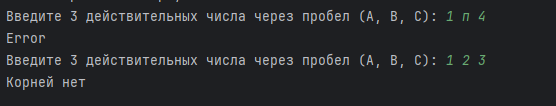 Введите 3 действительных числа через пробел (A, B, C): 1 п 4
Error
Введите 3 действительных числа через пробел (A, B, C): 1 2 3
Корней нет